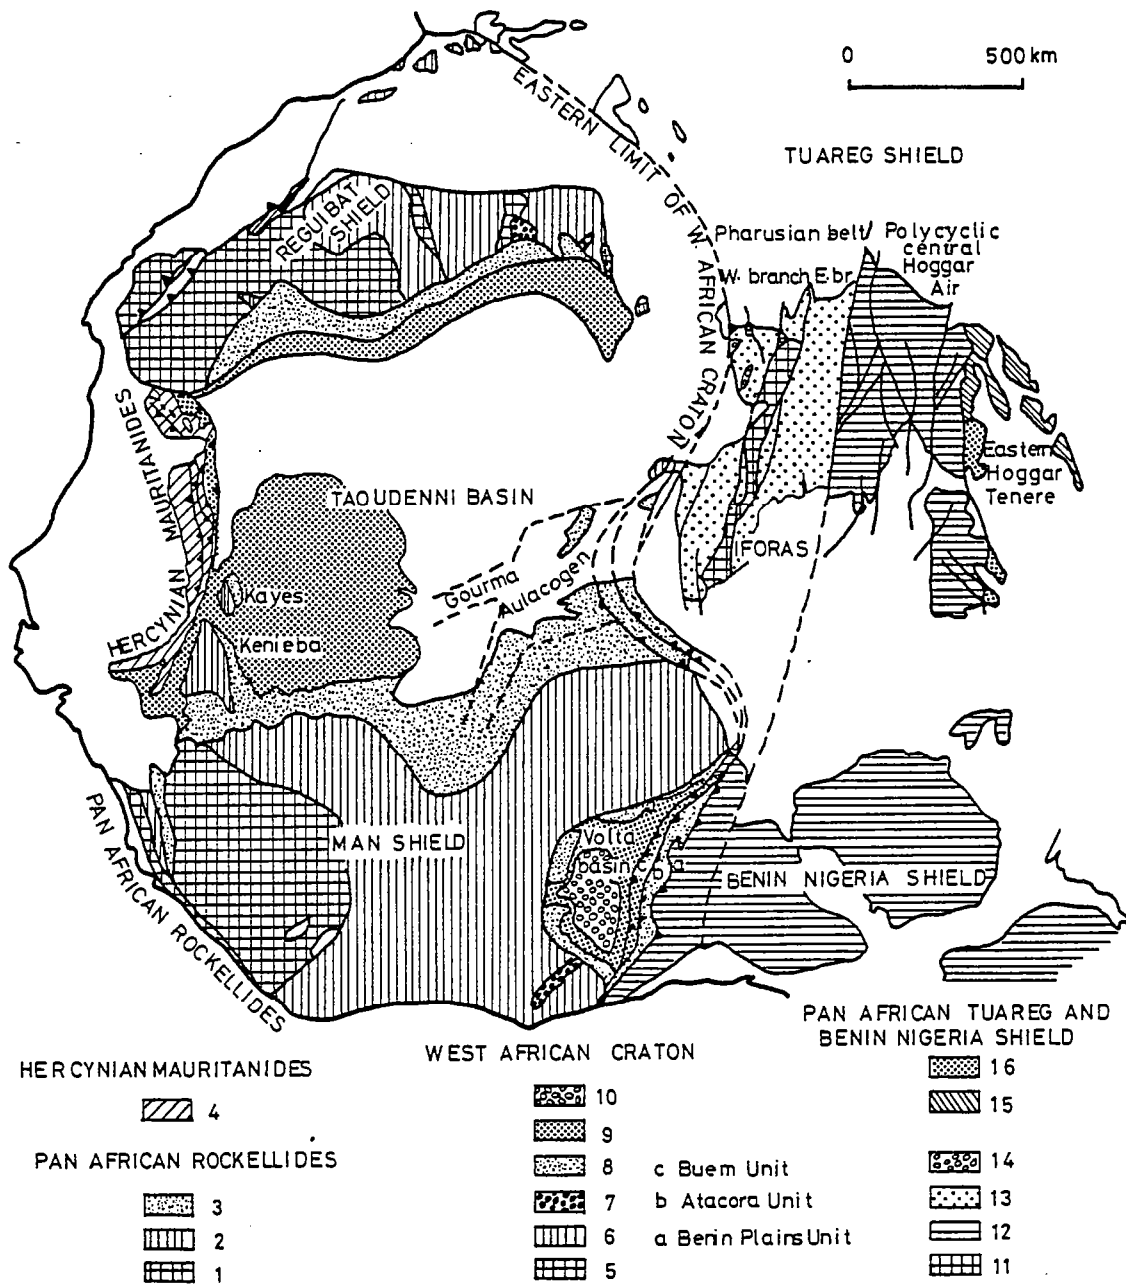 0 500 km
TUAREG SHIELD
EASTERN LIMIT OF W. AFRICAN CRATON
REGUIBAT
SHIELD
Pharusian belt
W. branch E. br.
Polycyclic
central
Hoggar
Air
HERCYNIAN MAURITANIDES
TAOUDENNI BASIN
Eastern
Hoggar
Tenere
Gourma
Aulacogen
IFORAS
Kayes
Kenieba
PAN AFRICAN ROCKELLIDES
MAN SHIELD
Volta
basin
c b a
BENIN NIGERIA SHIELD
HERCYNIAN MAURITANIDES
4
PAN AFRICAN ROCKELLIDES
3
2
1
WEST AFRICAN CRATON
10
9
8 c Buem Unit
7 b Atacora Unit
6 a Benin Plains Unit
5
PAN AFRICAN TUAREG AND
BENIN NIGERIA SHIELD
16
15
14
13
12
11